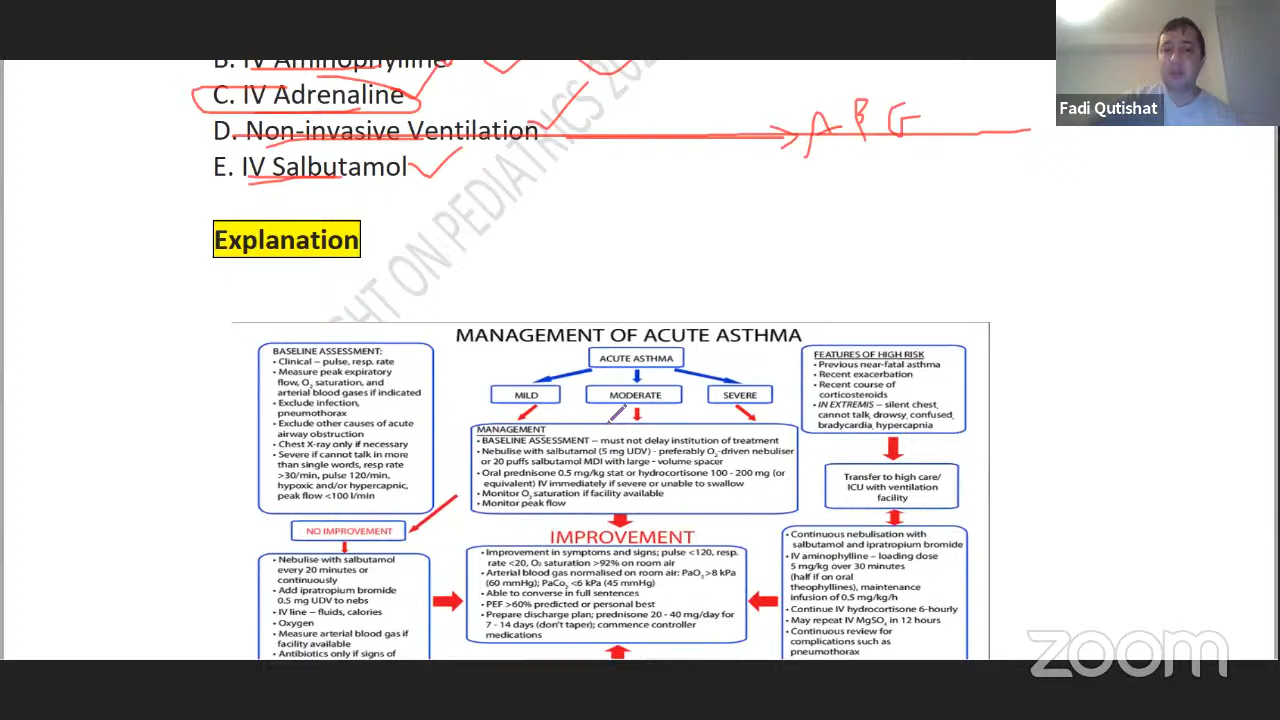 B. IV Aminophylline
C. IV Adrenaline
D. Non-invasive Ventilation
E. IV Salbutamol
ABG
Fadi Qutishat
Explanation
GHT ON PEDIATRICS 20
MANAGEMENT OF ACUTE ASTHMA
BASELINE ASSESSMENT:
• Clinical – pulse, resp. rate
• Measure peak expiratory
flow, O₂ saturation, and
arterial blood gases if indicated
• Exclude infection,
pneumothorax
• Exclude other causes of acute
airway obstruction
• Chest X-ray only if necessary
• Severe if cannot talk in more
than single words, resp rate
>30/min, pulse 120/min,
hypoxic and/or hypercapnic,
peak flow <100 l/min
ACUTE ASTHMA
MILD
MODERATE
SEVERE
MANAGEMENT
• BASELINE ASSESSMENT – must not delay institution of treatment
• Nebulise with salbutamol (5 mg UDV) - preferably O₂-driven nebuliser
or 20 puffs salbutamol MDI with large - volume spacer
• Oral prednisone 0.5 mg/kg stat or hydrocortisone 100 - 200 mg (or
equivalent) IV immediately if severe or unable to swallow
• Monitor O₂ saturation if facility available
• Monitor peak flow
FEATURES OF HIGH RISK
• Previous near-fatal asthma
• Recent exacerbation
• Recent course of
corticosteroids
• IN EXTREMIS – silent chest,
cannot talk, drowsy, confused,
bradycardia, hypercapnia
Transfer to high care/
ICU with ventilation
facility
NO IMPROVEMENT
• Nebulise with salbutamol
every 20 minutes or
continuously
• Add ipratropium bromide
0.5 mg UDV to nebs
• IV line – fluids, calories
• Oxygen
• Measure arterial blood gas if
facility available
• Antibiotics only if signs of
IMPROVEMENT
• Improvement in symptoms and signs; pulse <120, resp.
rate <20, O₂ saturation >92% on room air
• Arterial blood gas normalised on room air: PaO₂ >8 kPa
(60 mmHg); PaCo₂ <6 kPa (45 mmHg)
• Able to converse in full sentences
• PEF >60% predicted or personal best
• Prepare discharge plan; prednisone 20 - 40 mg/day for
7 - 14 days (don't taper); commence controller
medications
• Continuous nebulisation with
salbutamol and ipratropium bromide
• IV aminophylline – loading dose
5 mg/kg over 30 minutes
(half if on oral
theophyllines), maintenance
infusion of 0.5 mg/kg/h
• Continue IV hydrocortisone 6-hourly
• May repeat IV MgSO₄ in 12 hours
• Continuous review for
complications such as
pneumothorax
zoom